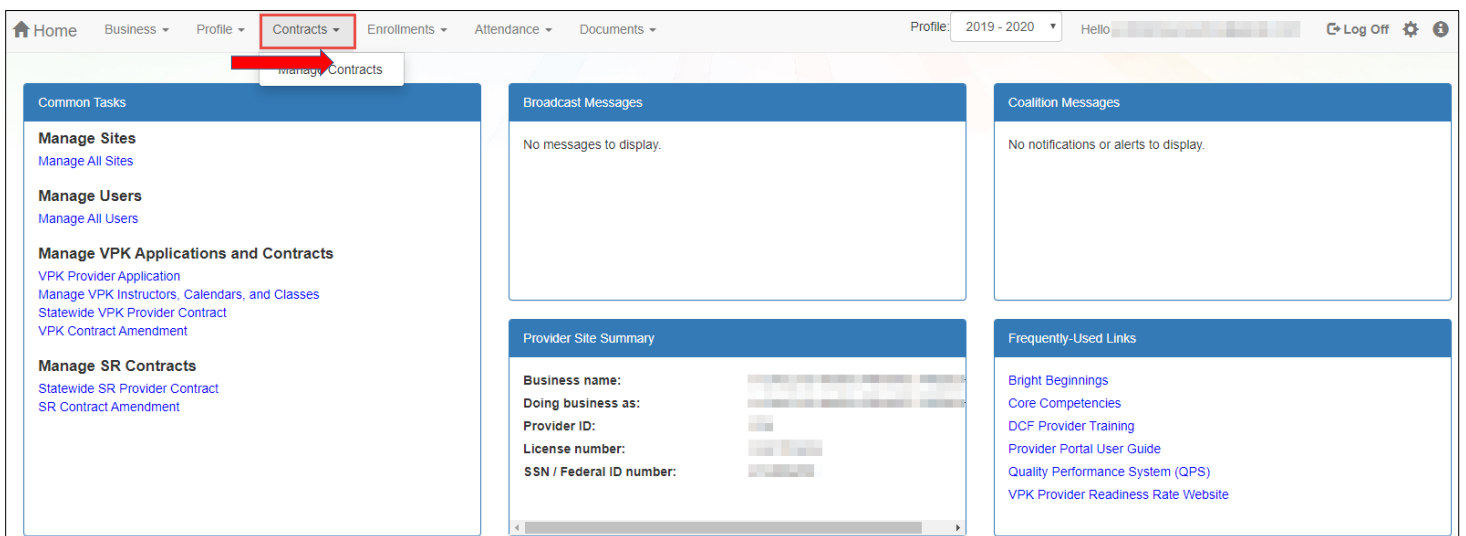 Home Business Profile Contracts Enrollments Attendance Documents Profile: 2019 - 2020 Hello Log Off
Manage Contracts
Common Tasks
Manage Sites
Manage All Sites
Manage Users
Manage All Users
Manage VPK Applications and Contracts
VPK Provider Application
Manage VPK Instructors, Calendars, and Classes
Statewide VPK Provider Contract
VPK Contract Amendment
Manage SR Contracts
Statewide SR Provider Contract
SR Contract Amendment
Broadcast Messages
No messages to display.
Coalition Messages
No notifications or alerts to display.
Provider Site Summary
Business name:
Doing business as:
Provider ID:
License number:
SSN / Federal ID number:
Frequently-Used Links
Bright Beginnings
Core Competencies
DCF Provider Training
Provider Portal User Guide
Quality Performance System (QPS)
VPK Provider Readiness Rate Website